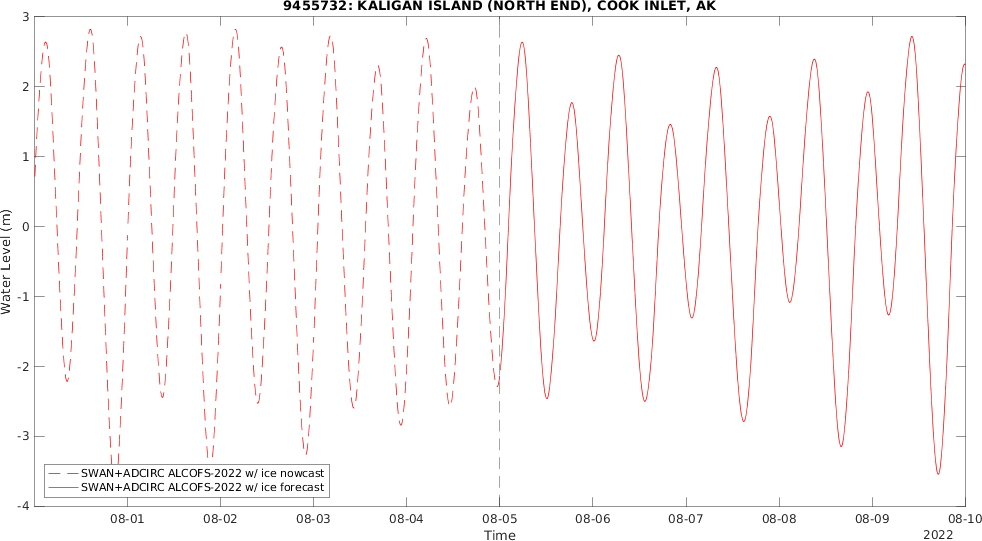 9455732: KALIGAN ISLAND (NORTH END), COOK INLET, AK
3
2
1
0
-1
-2
-3
-4
Water Level (m)
SWAN+ADCIRC ALCOFS-2022 w/ ice nowcast
SWAN+ADCIRC ALCOFS-2022 w/ ice forecast
08-01 08-02 08-03 08-04 08-05 08-06 08-07 08-08 08-09 08-10
Time
2022